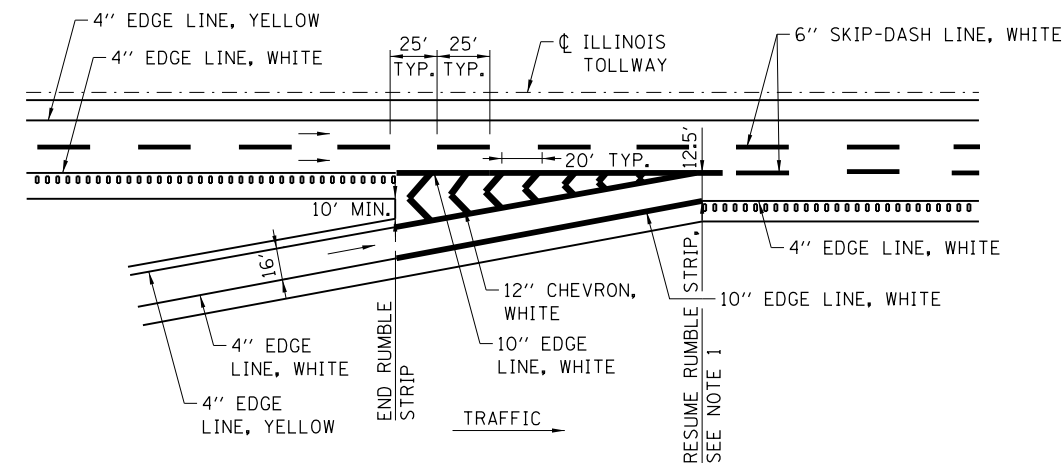 4'' EDGE LINE, YELLOW
4'' EDGE LINE, WHITE
25'
TYP.
25'
TYP.
℄ ILLINOIS
TOLLWAY
6'' SKIP-DASH LINE, WHITE
20' TYP.
12.5'
10' MIN.
16'
4'' EDGE LINE, WHITE
12'' CHEVRON,
WHITE
10'' EDGE LINE, WHITE
10'' EDGE
LINE, WHITE
4'' EDGE
LINE, WHITE
4'' EDGE
LINE, YELLOW
END RUMBLE
STRIP
TRAFFIC
RESUME RUMBLE STRIP,
SEE NOTE 1